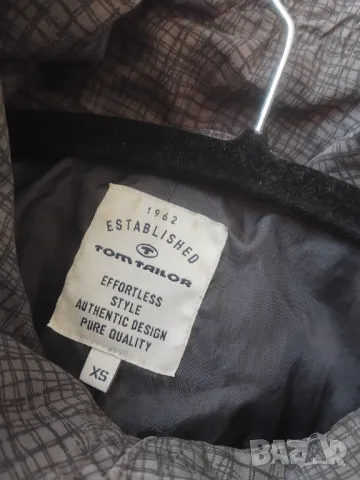 1962
ESTABLISHED
TOM TAILOR
EFFORTLESS
STYLE
AUTHENTIC DESIGN
PURE QUALITY
XS
BAZAR